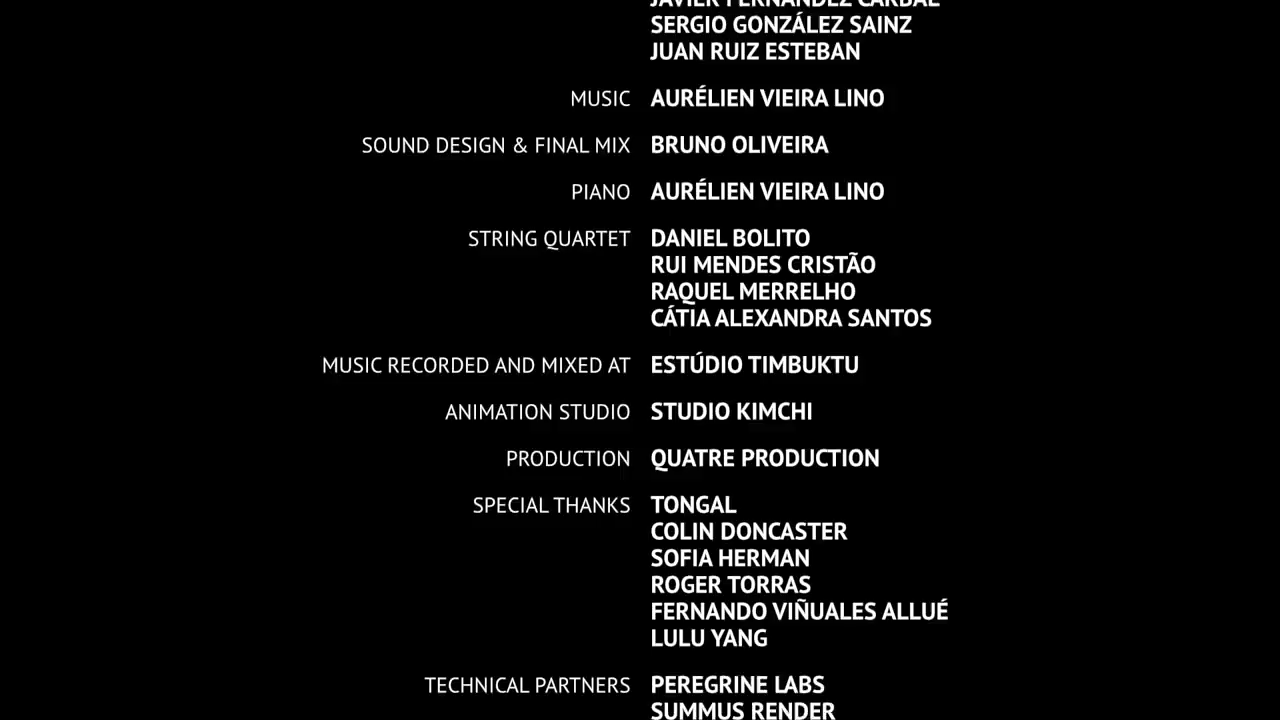 JAVIER FERNÁNDEZ CARBAL
SERGIO GONZÁLEZ SAINZ
JUAN RUIZ ESTEBAN
MUSIC AURÉLIEN VIEIRA LINO
SOUND DESIGN & FINAL MIX BRUNO OLIVEIRA
PIANO AURÉLIEN VIEIRA LINO
STRING QUARTET DANIEL BOLITO
RUI MENDES CRISTÃO
RAQUEL MERRELHO
CÁTIA ALEXANDRA SANTOS
MUSIC RECORDED AND MIXED AT ESTÚDIO TIMBUKTU
ANIMATION STUDIO STUDIO KIMCHI
PRODUCTION QUATRE PRODUCTION
SPECIAL THANKS TONGAL
COLIN DONCASTER
SOFIA HERMAN
ROGER TORRAS
FERNANDO VIÑUALES ALLUÉ
LULU YANG
TECHNICAL PARTNERS PEREGRINE LABS
SUMMUS RENDER